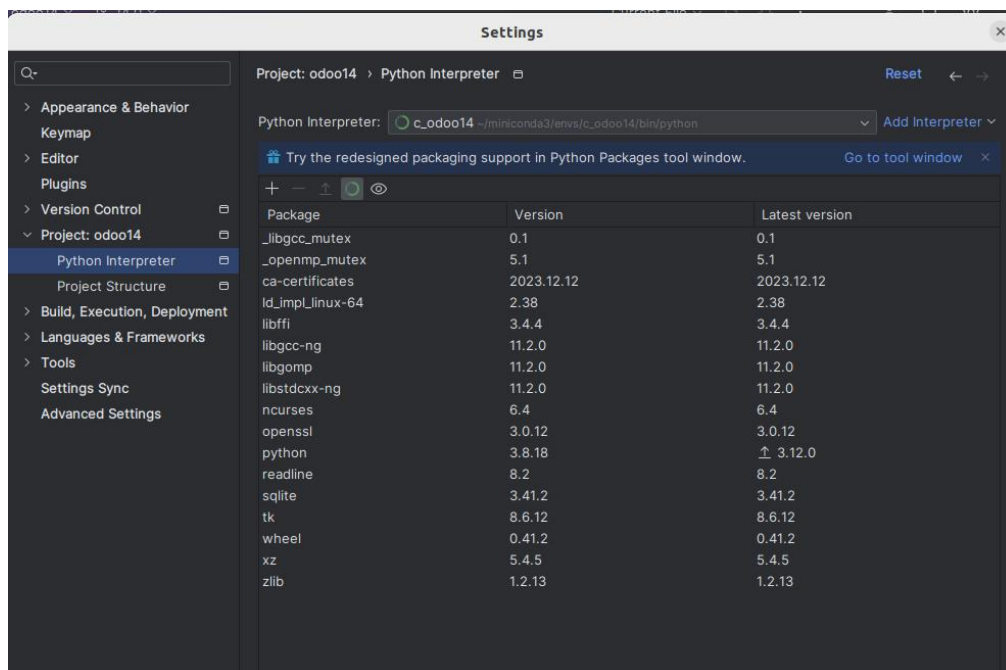 Settings
Project: odoo14 › Python Interpreter
Reset
Appearance & Behavior
Keymap
Editor
Plugins
Version Control
Project: odoo14
Python Interpreter
Project Structure
Build, Execution, Deployment
Languages & Frameworks
Tools
Settings Sync
Advanced Settings
Python Interpreter: c_odoo14 ~/miniconda3/envs/c_odoo14/bin/python Add Interpreter
Try the redesigned packaging support in Python Packages tool window. Go to tool window
Package Version Latest version
_libgcc_mutex 0.1 0.1
_openmp_mutex 5.1 5.1
ca-certificates 2023.12.12 2023.12.12
ld_impl_linux-64 2.38 2.38
libffi 3.4.4 3.4.4
libgcc-ng 11.2.0 11.2.0
libgomp 11.2.0 11.2.0
libstdcxx-ng 11.2.0 11.2.0
ncurses 6.4 6.4
openssl 3.0.12 3.0.12
python 3.8.18 3.12.0
readline 8.2 8.2
sqlite 3.41.2 3.41.2
tk 8.6.12 8.6.12
wheel 0.41.2 0.41.2
xz 5.4.5 5.4.5
zlib 1.2.13 1.2.13